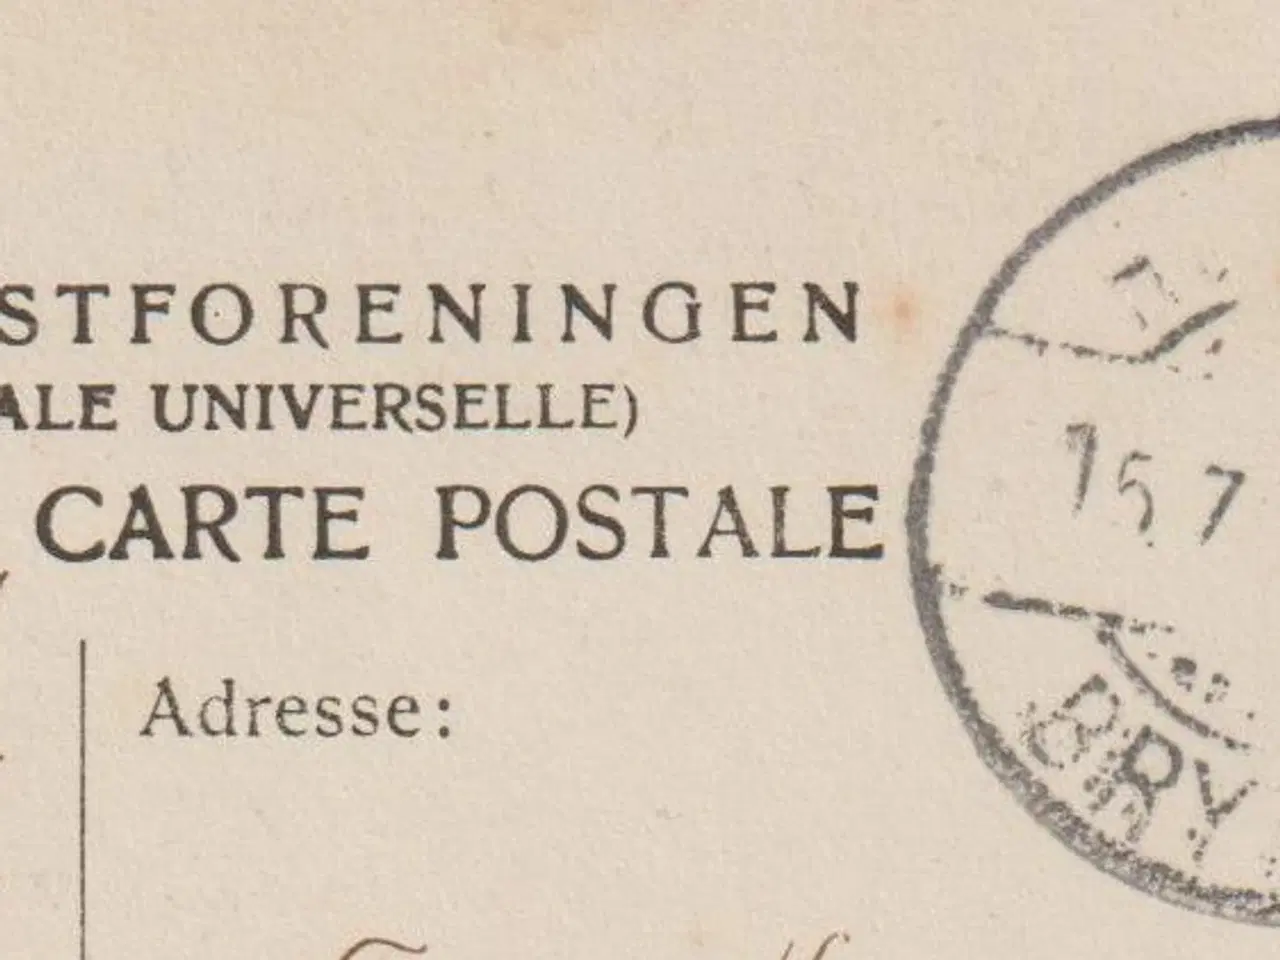 STFORENINGEN
ALE UNIVERSELLE)
CARTE POSTALE
Adresse:
15.7
BRY